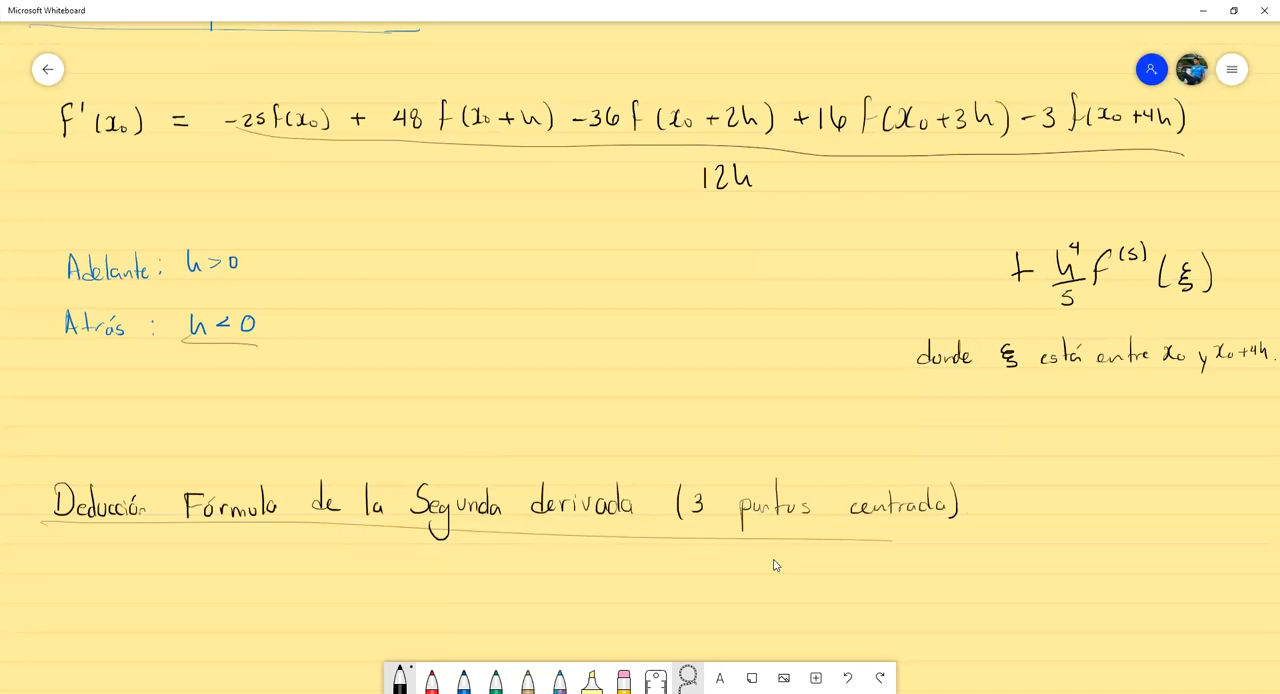 Microsoft Whiteboard
f'(x₀) = -25f(x₀) + 48 f(x₀+h) -36 f(x₀+2h) +16 f(x₀+3h) -3 f(x₀+4h)
12h
+ h⁴/5 f⁽⁵⁾(ξ)
Adelante: h>0
Atrás : h<0
donde ξ está entre x₀ y x₀+4h.
Deducción Fórmula de la Segunda derivada (3 puntos centrada)
A